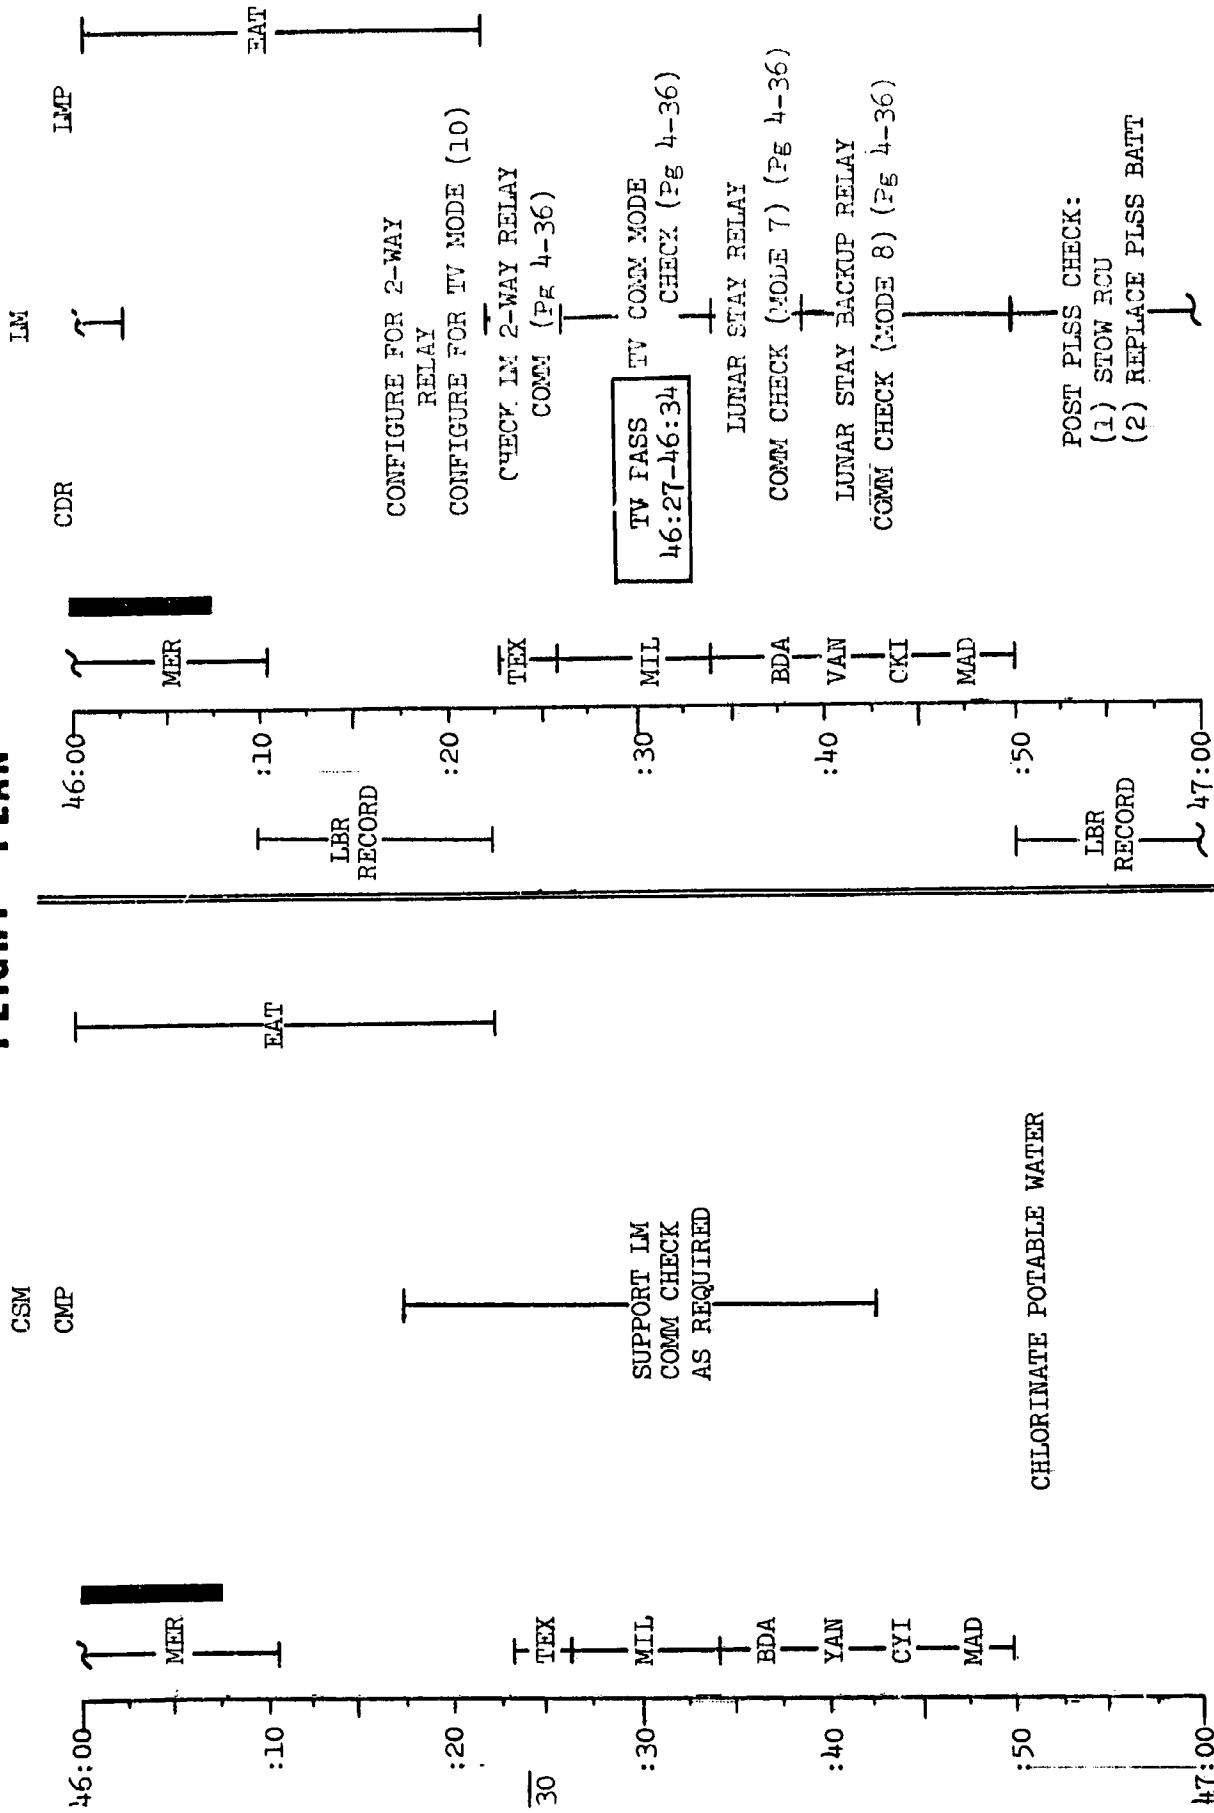 FLIGHT PLAN
CSM
CMP
46:00
MER
:10
:20
30
TEX
:30
MIL
BDA
:40
YAN
CYI
MAD
:50
47:00
EAT
SUPPORT LM
COMM CHECK
AS REQUIRED
CHLORINATE POTABLE WATER
LM
CDR
LMP
46:00
MER
:10
LBR
RECORD
:20
TEX
:30
MIL
BDA
:40
VAN
CKI
MAD
:50
LBR
RECORD
47:00
EAT
CONFIGURE FOR 2-WAY
RELAY
CONFIGURE FOR TV MODE (10)
CHECK LM 2-WAY RELAY
COMM (Pg 4-36)
TV PASS
46:27-46:34
TV COMM MODE
CHECK (Pg 4-36)
LUNAR STAY RELAY
COMM CHECK (MODE 7) (Pg 4-36)
LUNAR STAY BACKUP RELAY
COMM CHECK (MODE 8) (Pg 4-36)
POST PLSS CHECK:
(1) STOW RCU
(2) REPLACE PLSS BATT